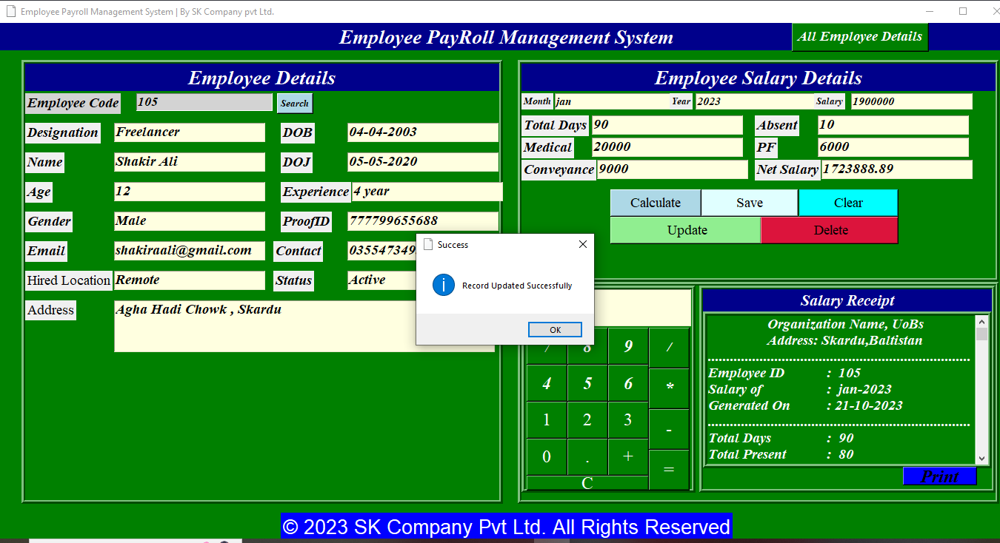 Employee Payroll Management System | By SK Company pvt Ltd.
Employee PayRoll Management System
All Employee Details
Employee Details
Employee Code 105 Search
Designation Freelancer DOB 04-04-2003
Name Shakir Ali DOJ 05-05-2020
Age 12 Experience 4 year
Gender Male ProofID 777799655688
Email shakiraali@gmail.com Contact 03554734
Hired Location Remote Status Active
Address Agha Hadi Chowk , Skardu
Employee Salary Details
Month jan Year 2023 Salary 1900000
Total Days 90 Absent 10
Medical 20000 PF 6000
Conveyance 9000 Net Salary 1723888.89
Calculate Save Clear
Update Delete
Success
Record Updated Successfully
OK
7 8 9 /
4 5 6 *
1 2 3 -
0 . + =
C
Salary Receipt
Organization Name, UoBs
Address: Skardu,Baltistan
Employee ID : 105
Salary of : jan-2023
Generated On : 21-10-2023
Total Days : 90
Total Present : 80
Print
© 2023 SK Company Pvt Ltd. All Rights Reserved